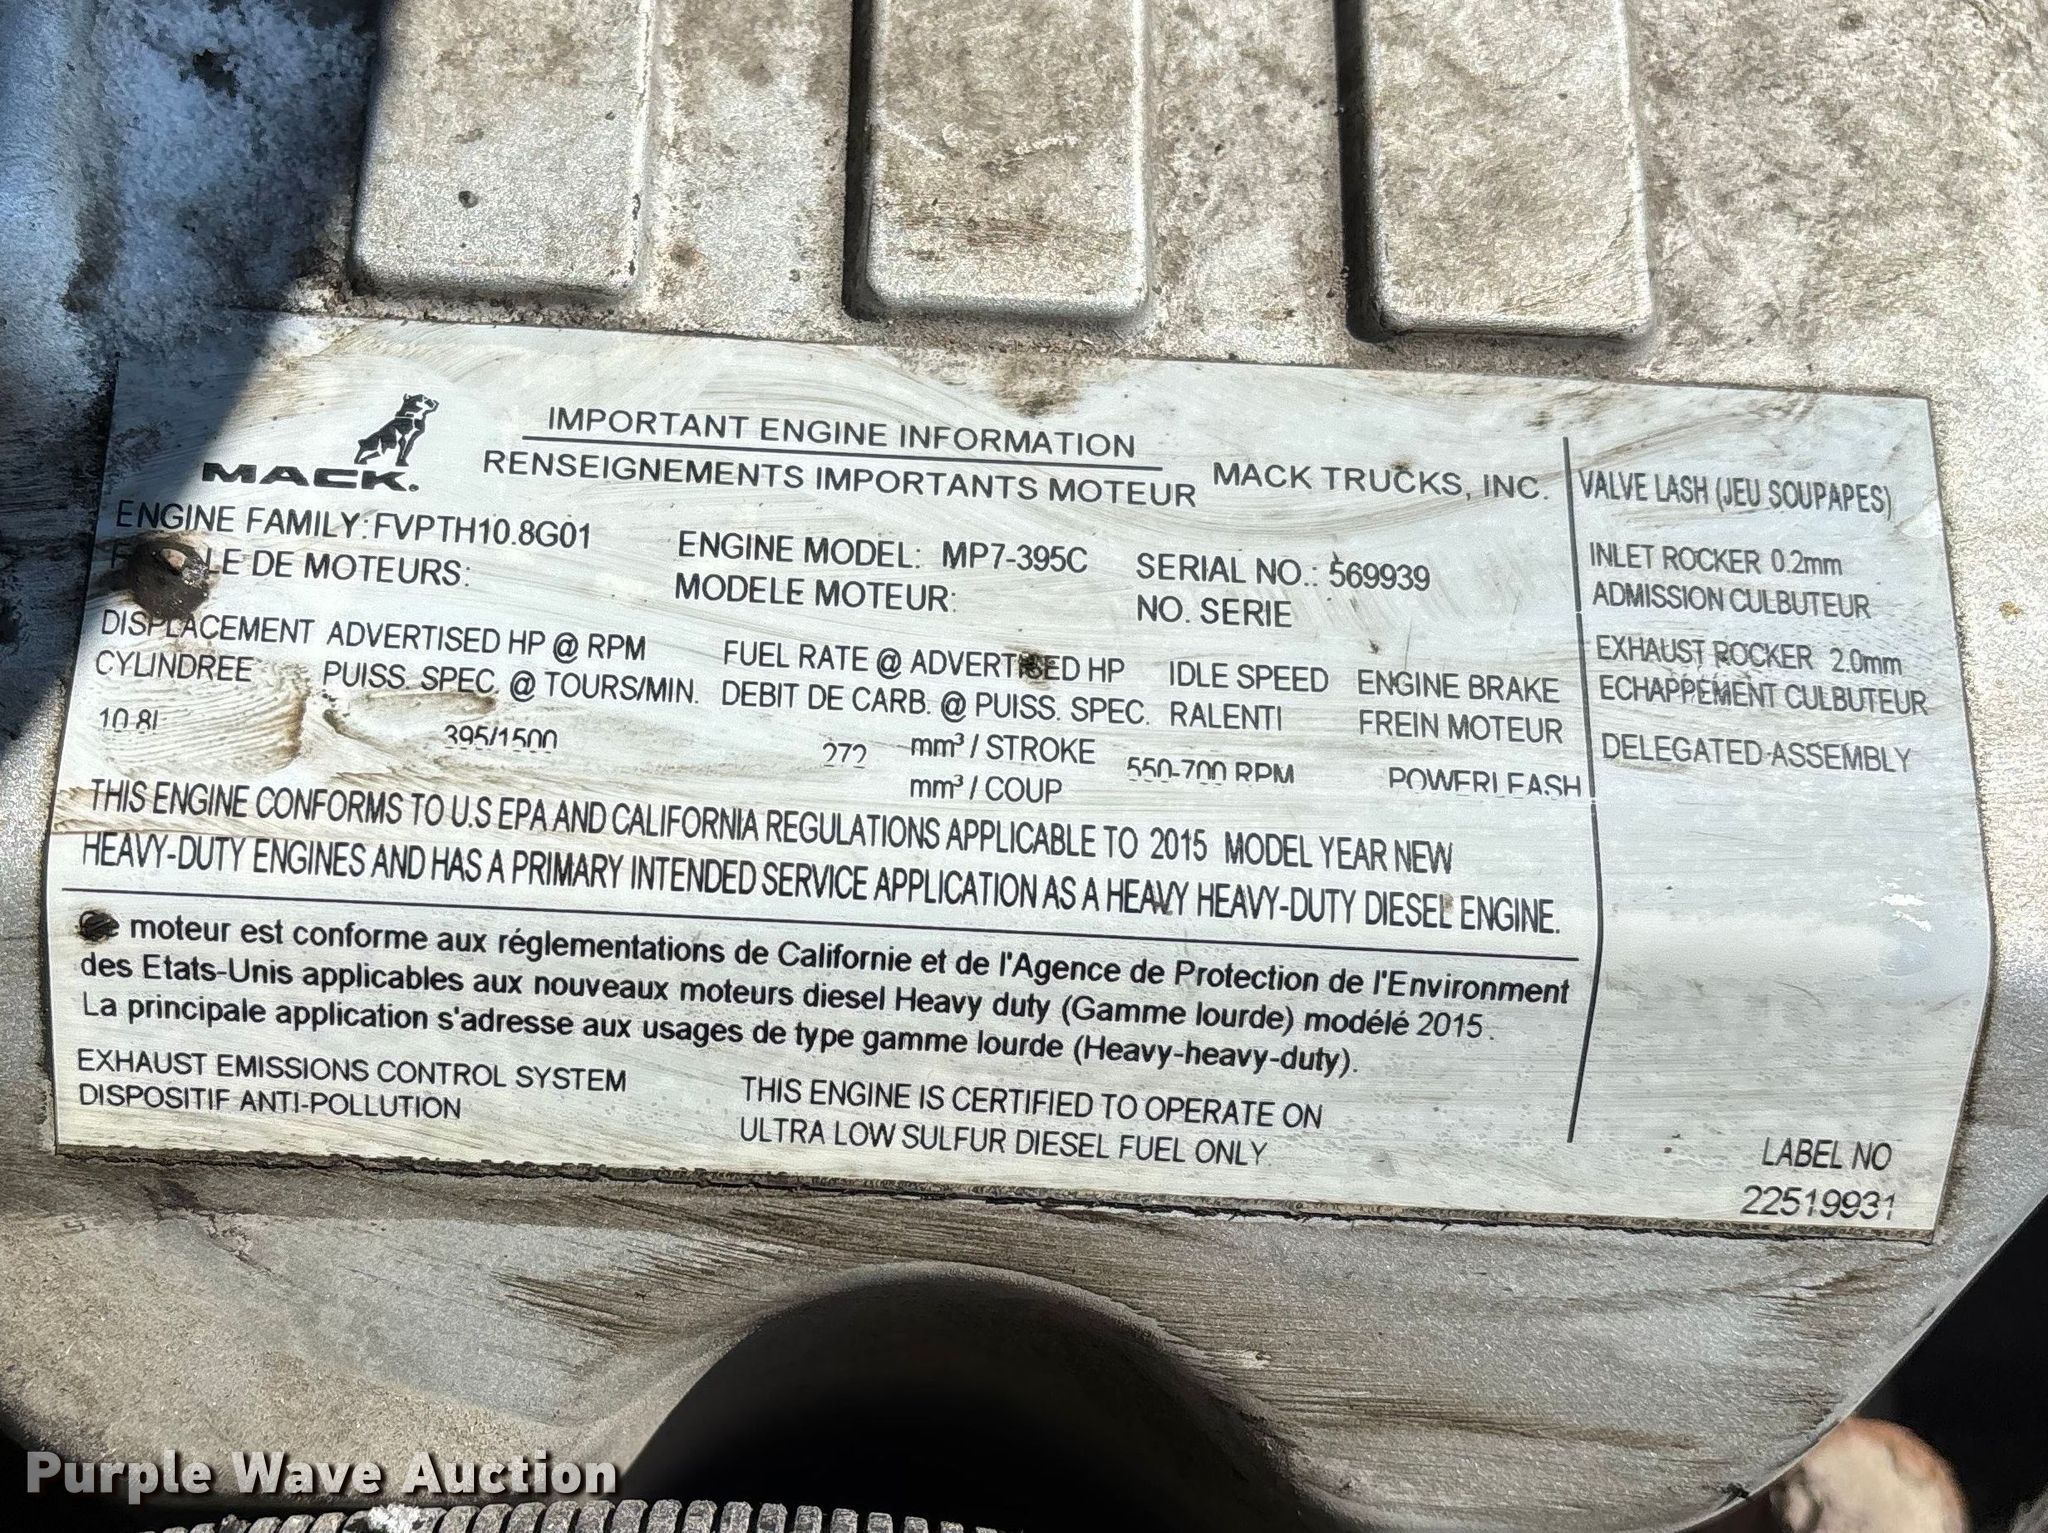 MACK.
IMPORTANT ENGINE INFORMATION
RENSEIGNEMENTS IMPORTANTS MOTEUR
MACK TRUCKS, INC.
ENGINE FAMILY: FVPTH10.8G01
LE DE MOTEURS:
ENGINE MODEL: MP7-395C
MODELE MOTEUR:
SERIAL NO.: 569939
NO. SERIE
DISPLACEMENT
CYLINDREE
10.8l
ADVERTISED HP @ RPM
PUISS. SPEC. @ TOURS/MIN.
395/1500
FUEL RATE @ ADVERTISED HP
DEBIT DE CARB. @ PUISS. SPEC.
272 mm³ / STROKE
mm³ / COUP
IDLE SPEED
RALENTI
550-700 RPM
ENGINE BRAKE
FREIN MOTEUR
POWERLEASH
THIS ENGINE CONFORMS TO U.S EPA AND CALIFORNIA REGULATIONS APPLICABLE TO 2015 MODEL YEAR NEW
HEAVY-DUTY ENGINES AND HAS A PRIMARY INTENDED SERVICE APPLICATION AS A HEAVY HEAVY-DUTY DIESEL ENGINE.
Ce moteur est conforme aux réglementations de Californie et de l'Agence de Protection de l'Environment
des Etats-Unis applicables aux nouveaux moteurs diesel Heavy duty (Gamme lourde) modélé 2015.
La principale application s'adresse aux usages de type gamme lourde (Heavy-heavy-duty).
EXHAUST EMISSIONS CONTROL SYSTEM
DISPOSITIF ANTI-POLLUTION
THIS ENGINE IS CERTIFIED TO OPERATE ON
ULTRA LOW SULFUR DIESEL FUEL ONLY.
VALVE LASH (JEU SOUPAPES)
INLET ROCKER 0.2mm
ADMISSION CULBUTEUR
EXHAUST ROCKER 2.0mm
ECHAPPEMENT CULBUTEUR
DELEGATED ASSEMBLY
LABEL NO
22519931
Purple Wave Auction